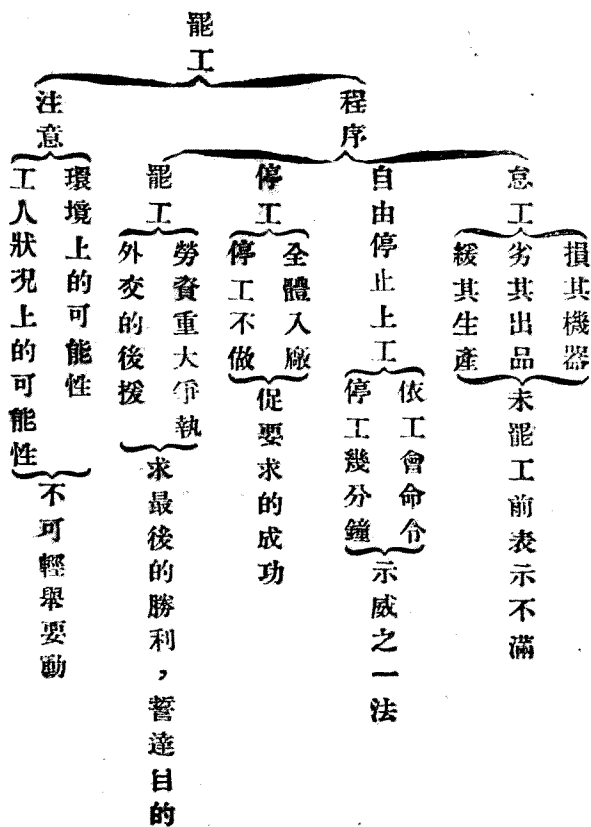 罷工
程序
怠工
損其機器
劣其出品
緩其生產
未罷工前表示不滿
自由停止上工
依工會命令
停工幾分鐘
示威之一法
停工
全體入廠
停工不做
促要求的成功
罷工
勞資重大爭執
外交的後援
求最後的勝利，誓達目的
注意
環境上的可能性
工人狀況上的可能性
不可輕舉要動